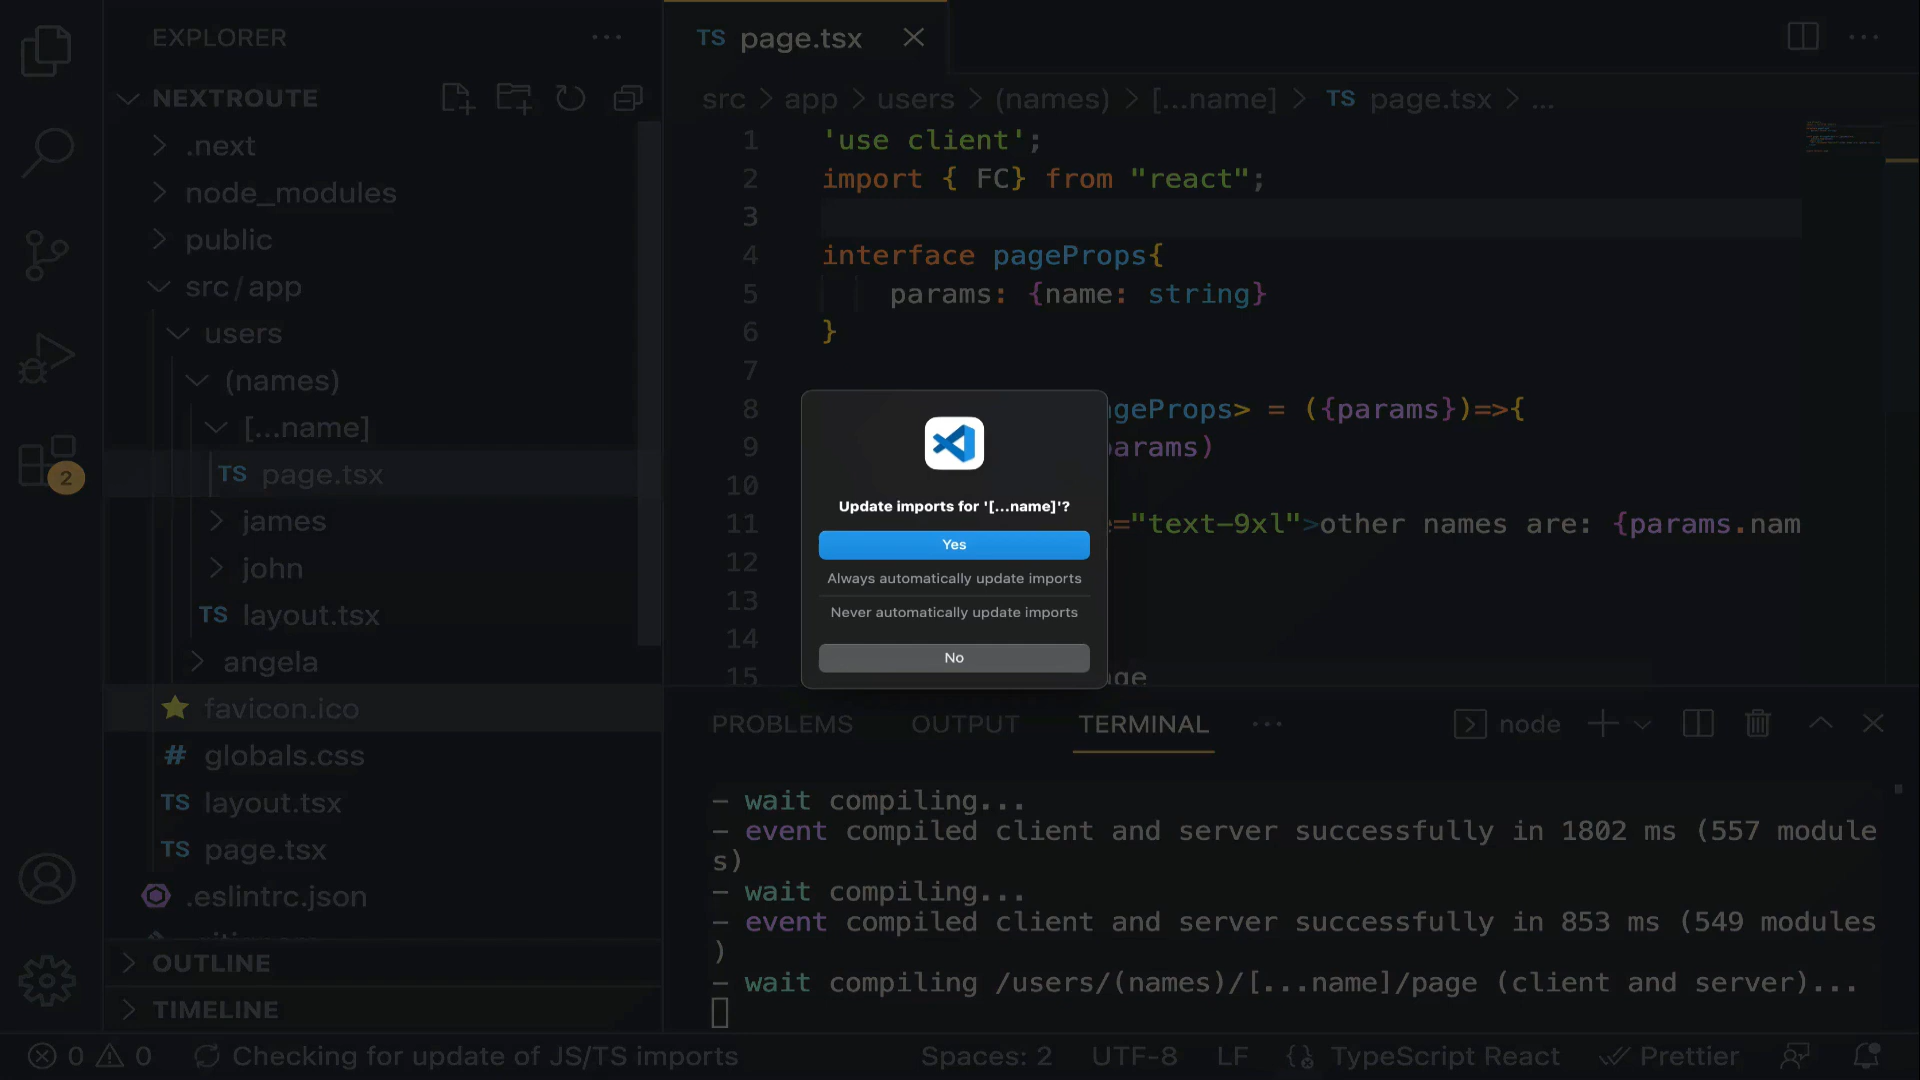 EXPLORER
NEXTROUTE
.next
node_modules
public
src/app
users
(names)
[...name]
TS page.tsx
james
john
TS layout.tsx
angela
favicon.ico
# globals.css
TS layout.tsx
TS page.tsx
.eslintrc.json
OUTLINE
TIMELINE
2
TS page.tsx
src > app > users > (names) > [...name] > TS page.tsx > ...
1 'use client';
2 import { FC} from "react";
3
4 interface pageProps{
5 params: {name: string}
6 }
7
8 geProps> = ({params})=>{
9 arams)
10
11 ="text-9xl">other names are: {params.nam
12
13
14
15 ge
Update imports for '[...name]'?
Yes
Always automatically update imports
Never automatically update imports
No
PROBLEMS OUTPUT TERMINAL ... node
- wait compiling...
- event compiled client and server successfully in 1802 ms (557 module
s)
- wait compiling...
- event compiled client and server successfully in 853 ms (549 modules
)
- wait compiling /users/(names)/[...name]/page (client and server)...
0 0 Checking for update of JS/TS imports Spaces: 2 UTF-8 LF TypeScript React Prettier